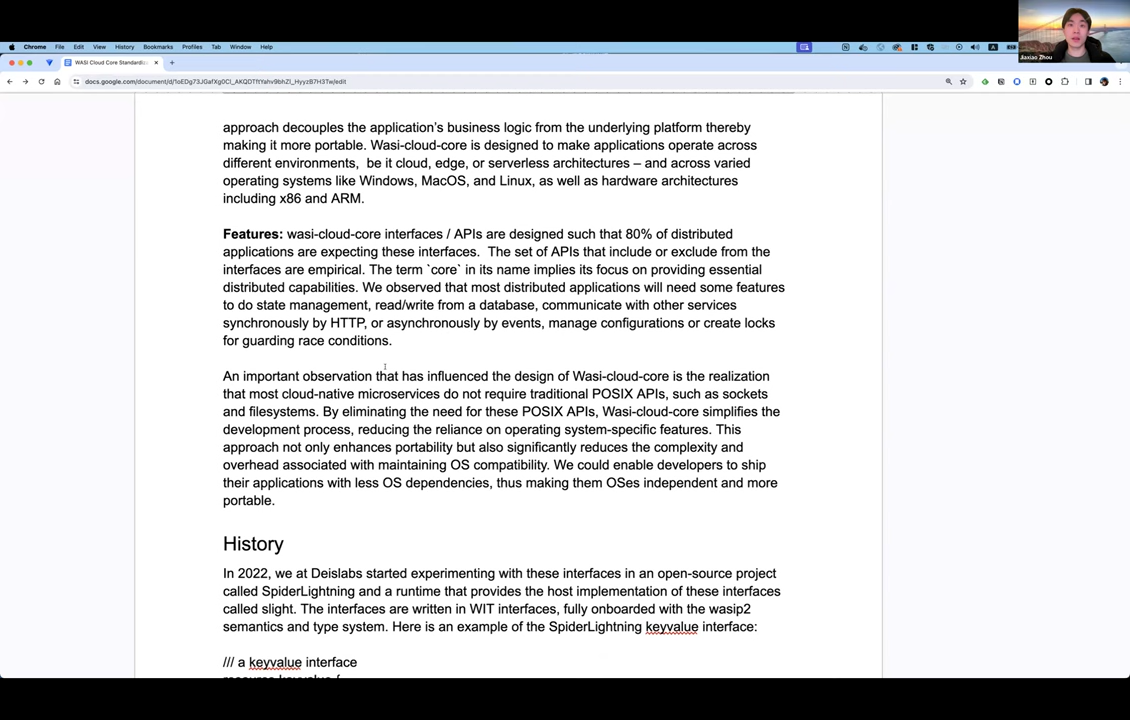 Chrome File Edit View History Bookmarks Profiles Tab Window Help
Jiaxiao Zhou
WASI Cloud Core Standardiz
approach decouples the application's business logic from the underlying platform thereby
making it more portable. Wasi-cloud-core is designed to make applications operate across
different environments,  be it cloud, edge, or serverless architectures – and across varied
operating systems like Windows, MacOS, and Linux, as well as hardware architectures
including x86 and ARM.
Features: wasi-cloud-core interfaces / APIs are designed such that 80% of distributed
applications are expecting these interfaces.  The set of APIs that include or exclude from the
interfaces are empirical. The term `core` in its name implies its focus on providing essential
distributed capabilities. We observed that most distributed applications will need some features
to do state management, read/write from a database, communicate with other services
synchronously by HTTP, or asynchronously by events, manage configurations or create locks
for guarding race conditions.
An important observation that has influenced the design of Wasi-cloud-core is the realization
that most cloud-native microservices do not require traditional POSIX APIs, such as sockets
and filesystems. By eliminating the need for these POSIX APIs, Wasi-cloud-core simplifies the
development process, reducing the reliance on operating system-specific features. This
approach not only enhances portability but also significantly reduces the complexity and
overhead associated with maintaining OS compatibility. We could enable developers to ship
their applications with less OS dependencies, thus making them OSes independent and more
portable.
History
In 2022, we at Deislabs started experimenting with these interfaces in an open-source project
called SpiderLightning and a runtime that provides the host implementation of these interfaces
called slight. The interfaces are written in WIT interfaces, fully onboarded with the wasip2
semantics and type system. Here is an example of the SpiderLightning keyvalue interface:
/// a keyvalue interface